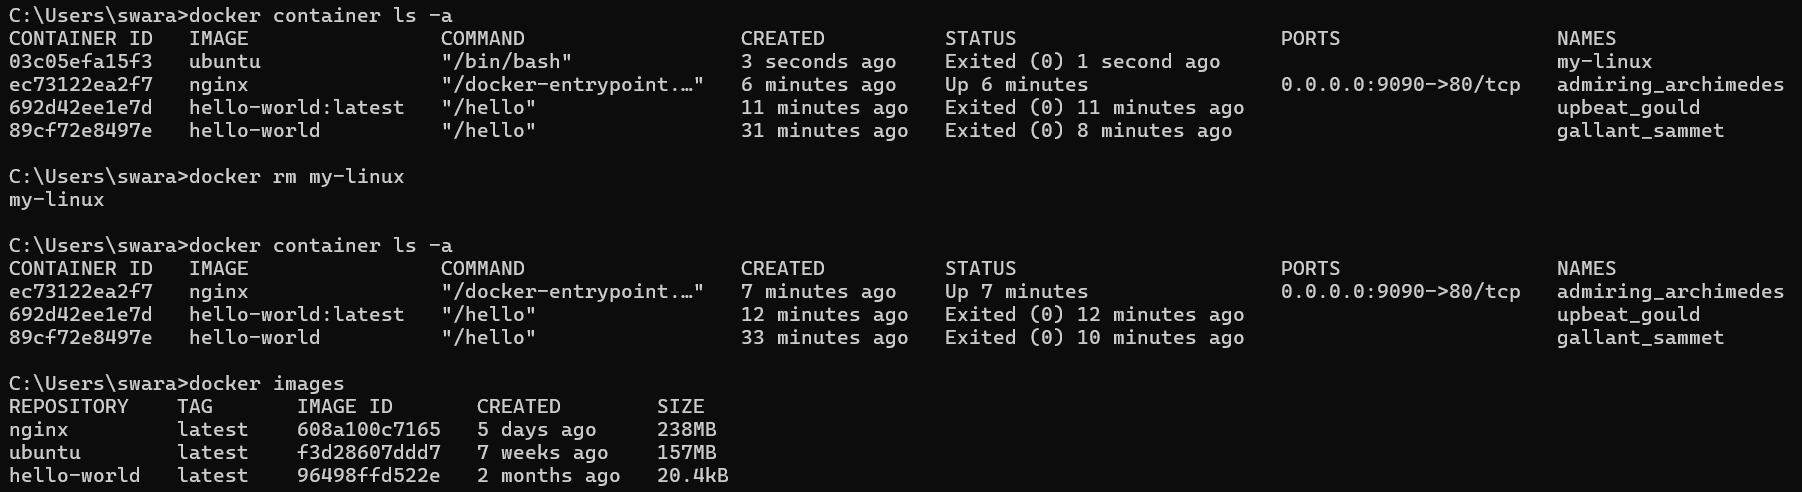 C:\Users\swara>docker container ls -a
CONTAINER ID   IMAGE                COMMAND                  CREATED          STATUS                      PORTS                  NAMES
03c05efa15f3   ubuntu               "/bin/bash"              3 seconds ago    Exited (0) 1 second ago                            my-linux
ec73122ea2f7   nginx                "/docker-entrypoint.…"   6 minutes ago    Up 6 minutes                0.0.0.0:9090->80/tcp   admiring_archimedes
692d42ee1e7d   hello-world:latest   "/hello"                 11 minutes ago   Exited (0) 11 minutes ago                          upbeat_gould
89cf72e8497e   hello-world          "/hello"                 31 minutes ago   Exited (0) 8 minutes ago                           gallant_sammet
C:\Users\swara>docker rm my-linux
my-linux
C:\Users\swara>docker container ls -a
CONTAINER ID   IMAGE                COMMAND                  CREATED          STATUS                      PORTS                  NAMES
ec73122ea2f7   nginx                "/docker-entrypoint.…"   7 minutes ago    Up 7 minutes                0.0.0.0:9090->80/tcp   admiring_archimedes
692d42ee1e7d   hello-world:latest   "/hello"                 12 minutes ago   Exited (0) 12 minutes ago                          upbeat_gould
89cf72e8497e   hello-world          "/hello"                 33 minutes ago   Exited (0) 10 minutes ago                          gallant_sammet
C:\Users\swara>docker images
REPOSITORY    TAG       IMAGE ID       CREATED        SIZE
nginx         latest    608a100c7165   5 days ago     238MB
ubuntu        latest    f3d28607ddd7   7 weeks ago    157MB
hello-world   latest    96498ffd522e   2 months ago   20.4kB